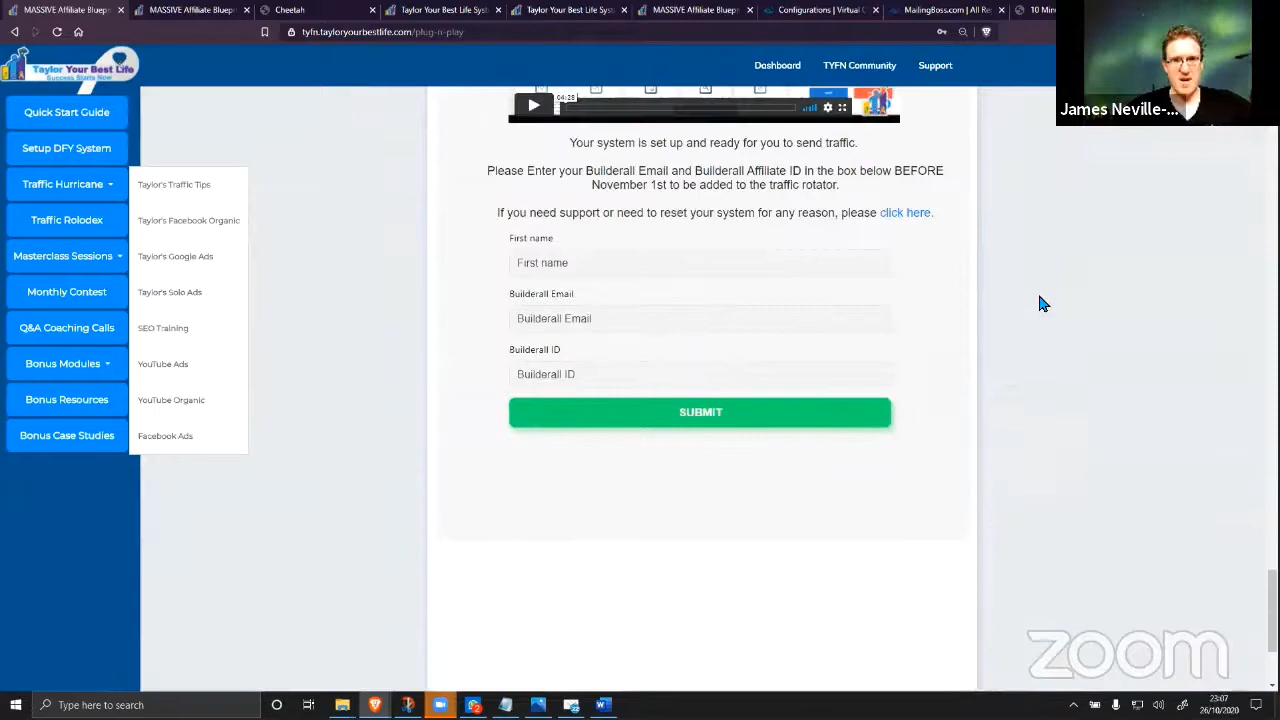 MASSIVE Affiliate Bluepr
MASSIVE Affiliate Bluepr
Cheetah
Taylor Your Best Life Syst
Taylor Your Best Life Syst
MASSIVE Affiliate Bluepr
Configurations | Virtual C
MailingBoss.com | All Re
10 Min
tyfn.tayloryourbestlife.com/plug-n-play
Taylor Your Best Life
Success Starts Now
Dashboard
TYFN Community
Support
James Neville-...
Quick Start Guide
Setup DFY System
Traffic Hurricane
Traffic Rolodex
Masterclass Sessions
Monthly Contest
Q&A Coaching Calls
Bonus Modules
Bonus Resources
Bonus Case Studies
Taylor's Traffic Tips
Taylor's Facebook Organic
Taylor's Google Ads
Taylor's Solo Ads
SEO Training
YouTube Ads
YouTube Organic
Facebook Ads
04:28
Your system is set up and ready for you to send traffic.
Please Enter your Builderall Email and Builderall Affiliate ID in the box below BEFORE
November 1st to be added to the traffic rotator.
If you need support or need to reset your system for any reason, please click here.
First name
First name
Builderall Email
Builderall Email
Builderall ID
Builderall ID
SUBMIT
zoom
Type here to search
23:07
26/10/2020